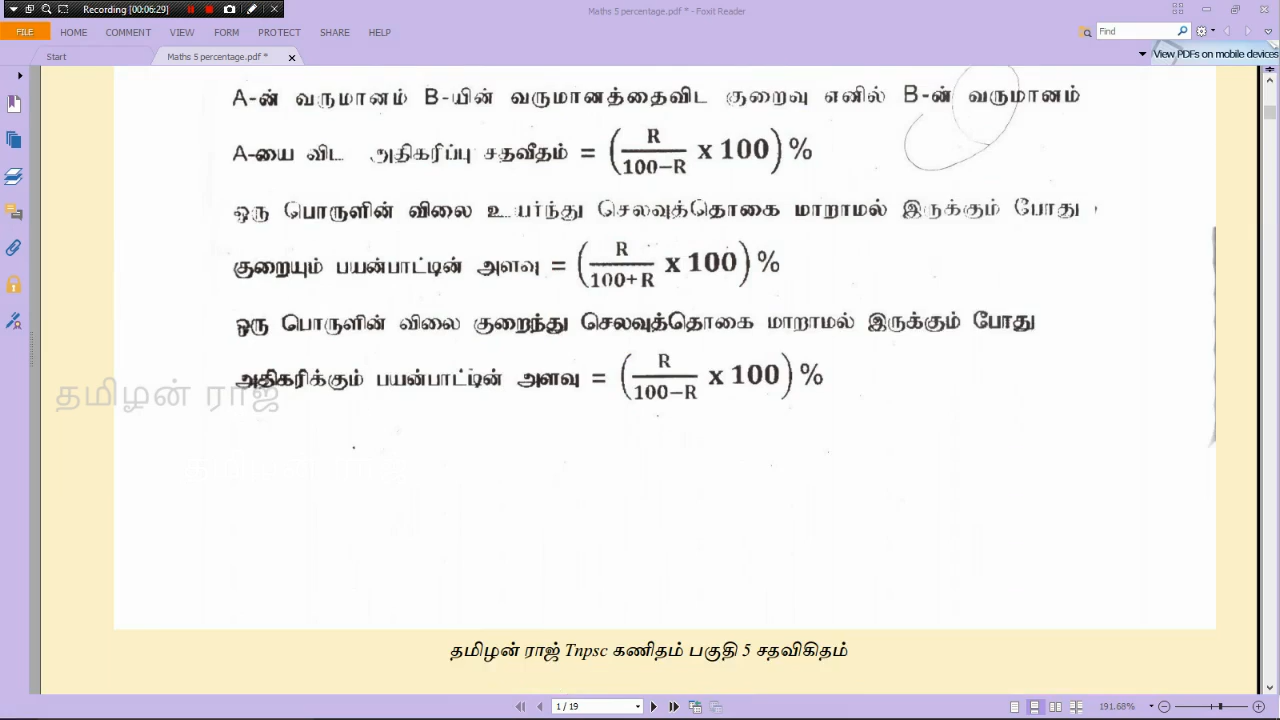 Recording [00:06:29]
Maths 5 percentage.pdf * - Foxit Reader
FILE HOME COMMENT VIEW FORM PROTECT SHARE HELP
Find
Start Maths 5 percentage.pdf *
View PDFs on mobile devices
A-ன் வருமானம் B-யின் வருமானத்தைவிட குறைவு எனில் B-ன் வருமானம்
A-யை விட அதிகரிப்பு சதவீதம் = (R/100−R x 100) %
ஒரு பொருளின் விலை உயர்ந்து செலவுத்தொகை மாறாமல் இருக்கும் போது
குறையும் பயன்பாட்டின் அளவு = (R/100+R x 100) %
ஒரு பொருளின் விலை குறைந்து செலவுத்தொகை மாறாமல் இருக்கும் போது
அதிகரிக்கும் பயன்பாட்டின் அளவு = (R/100−R x 100) %
தமிழன் ராஜ்
தமிழன் ராஜ் Tnpsc கணிதம் பகுதி 5 சதவிகிதம்
1 / 19
191.68%